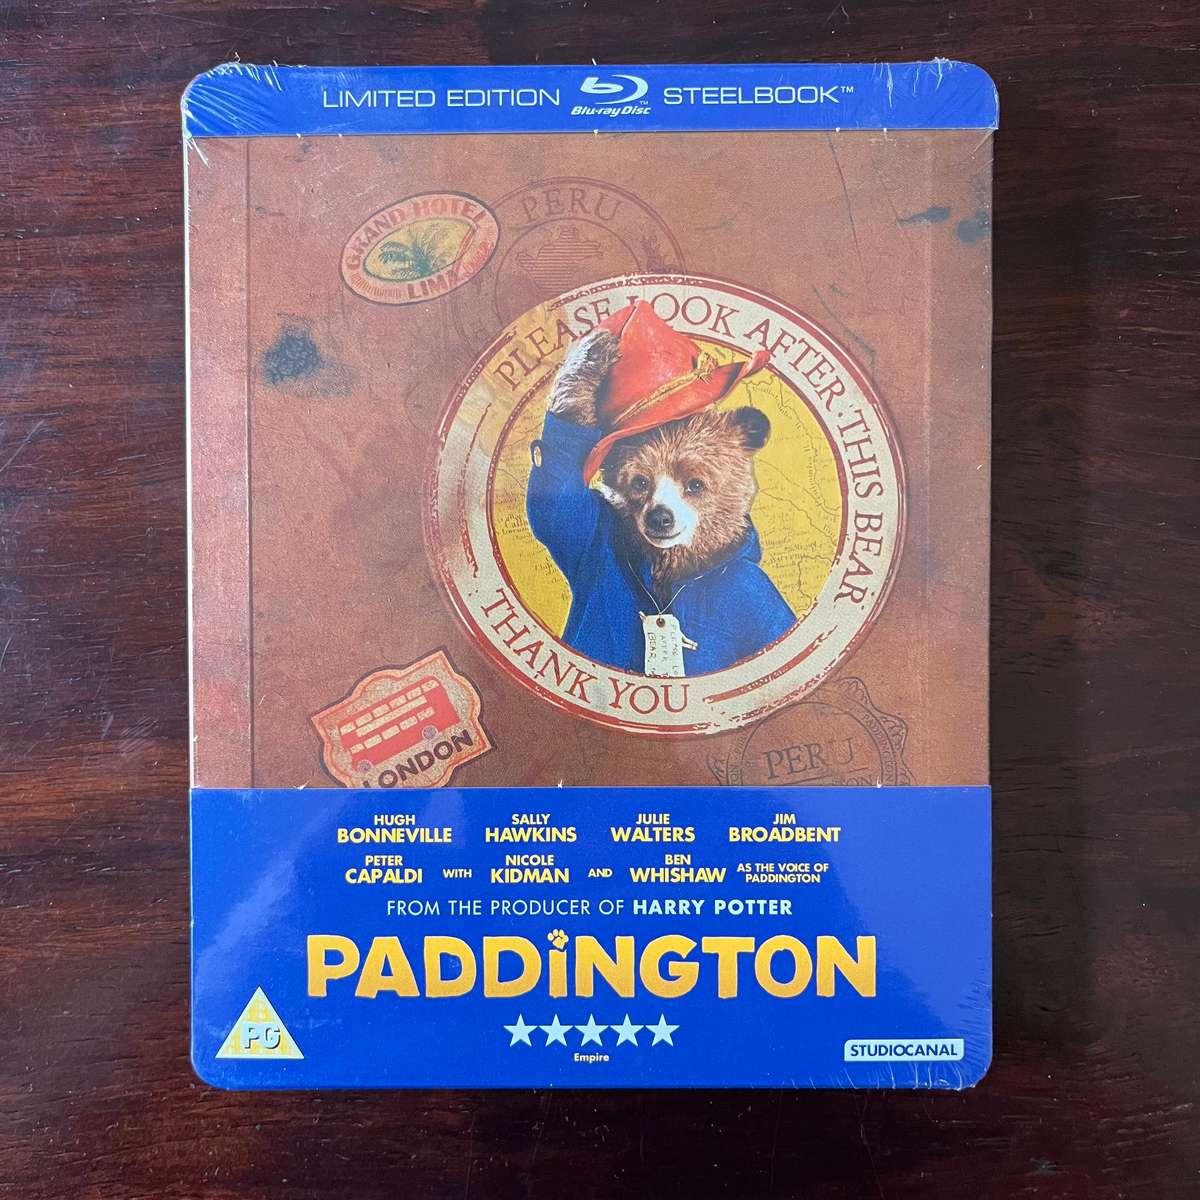 LIMITED EDITION Blu-ray Disc™ STEELBOOK™
GRAND HOTEL
LIMA
PERU
PLEASE LOOK AFTER THIS BEAR
THANK YOU
LONDON
PERU
HUGH BONNEVILLE
SALLY HAWKINS
JULIE WALTERS
JIM BROADBENT
PETER CAPALDI
WITH
NICOLE KIDMAN
AND
BEN WHISHAW
AS THE VOICE OF PADDINGTON
FROM THE PRODUCER OF HARRY POTTER
PADDiNGTON
Empire
PG
STUDIOCANAL